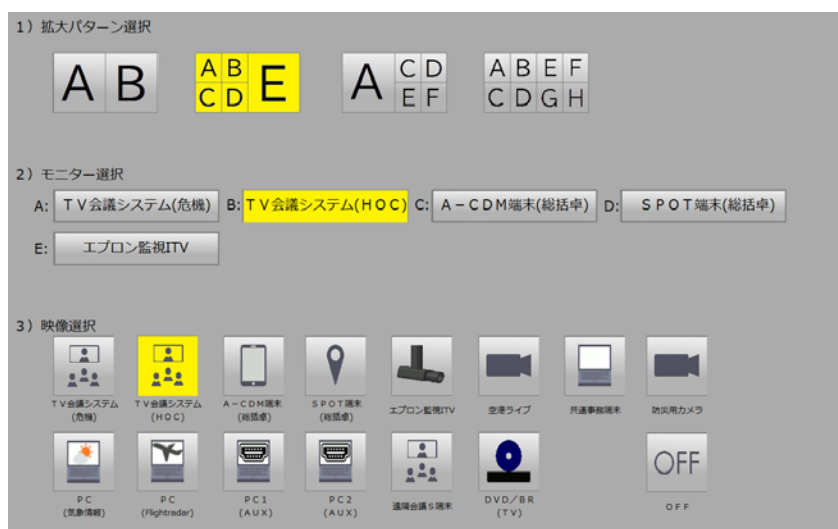 1）拡大パターン選択
A B
A B
C D
E
A
C D
E F
A B E F
C D G H
2）モニター選択
A: ＴＶ会議システム(危機) B: ＴＶ会議システム(ＨＯＣ) C: Ａ－ＣＤＭ端末(総括卓) D: ＳＰＯＴ端末(総括卓)
E: エプロン監視ITV
3）映像選択
ＴＶ会議システム
(危機)
ＴＶ会議システム
(ＨＯＣ)
Ａ－ＣＤＭ端末
(総括卓)
ＳＰＯＴ端末
(総括卓)
エプロン監視ITV
空港ライブ
共通事務端末
防災用カメラ
ＰＣ
(気象情報)
ＰＣ
(Flightradar)
ＰＣ１
(ＡＵＸ)
ＰＣ２
(ＡＵＸ)
遠隔会議Ｓ端末
ＤＶＤ／ＢＲ
(ＴＶ)
OFF
ＯＦＦ